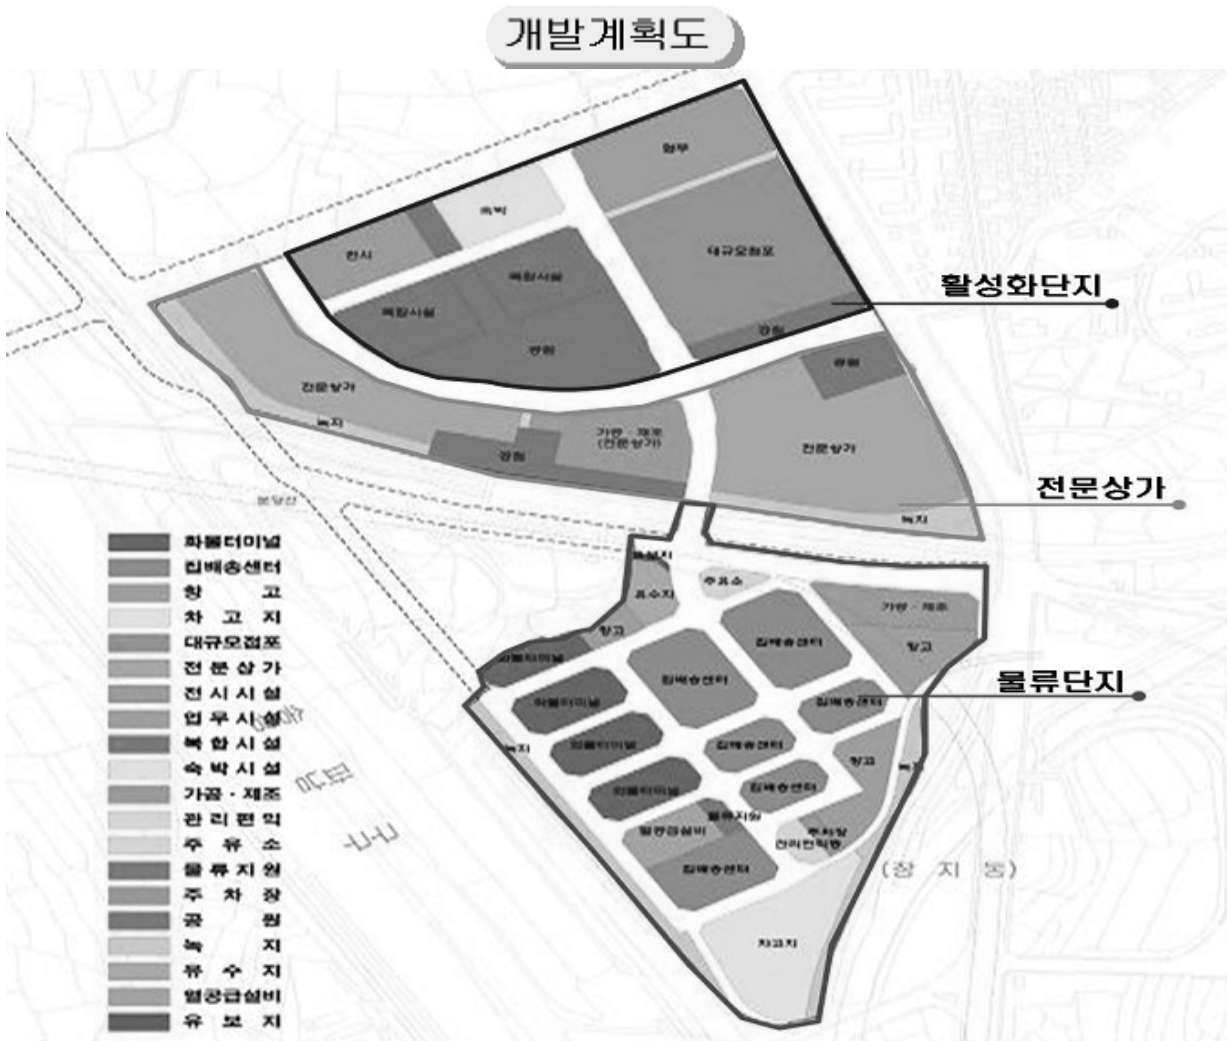 개발계획도
업무
숙박
전시
대규모점포
복합시설
복합시설
공원
공원
활성화단지
공원
전문상가
녹지
가공·제조
(전문상가)
공원
전문상가
전문상가
녹지
분당선
유보지
주유소
유수지
가공·제조
창고
창고
화물터미널
집배송센터
집배송센터
물류단지
화물터미널
집배송센터
녹지
화물터미널
집배송센터
창고
녹지
화물터미널
집배송센터
열공급설비
물류지원
주차장
집배송센터
(장 지 동)
차고지
화물터미널
집배송센터
창 고
차 고 지
대규모점포
전 문 상 가
전 시 시 설
업 무 시 설
복 합 시 설
숙 박 시 설
가공·제조
관 리 편 익
주 유 소
물 류 지 원
주 차 장
공 원
녹 지
유 수 지
열공급설비
유 보 지